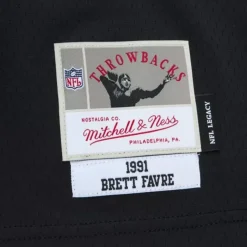 THROWBACKS
NFL
NOSTALGIA CO.
Mitchell & Ness
PHILADELPHIA, PA.
NFL LEGACY
1991
BRETT FAVRE